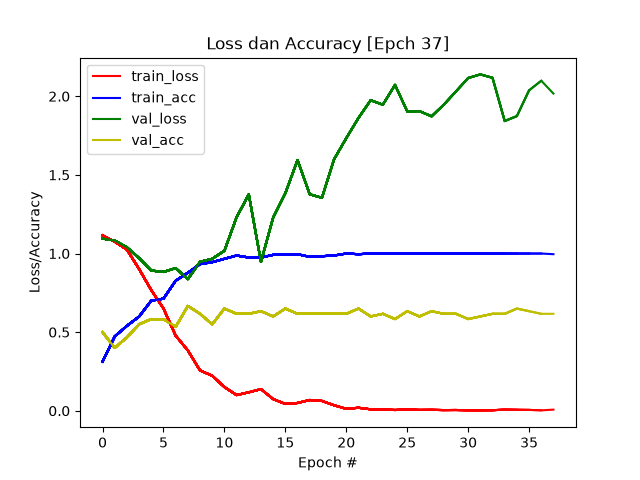 Loss dan Accuracy [Epch 37]
train_loss
train_acc
val_loss
val_acc
Loss/Accuracy
2.0
1.5
1.0
0.5
0.0
0 5 10 15 20 25 30 35
Epoch #